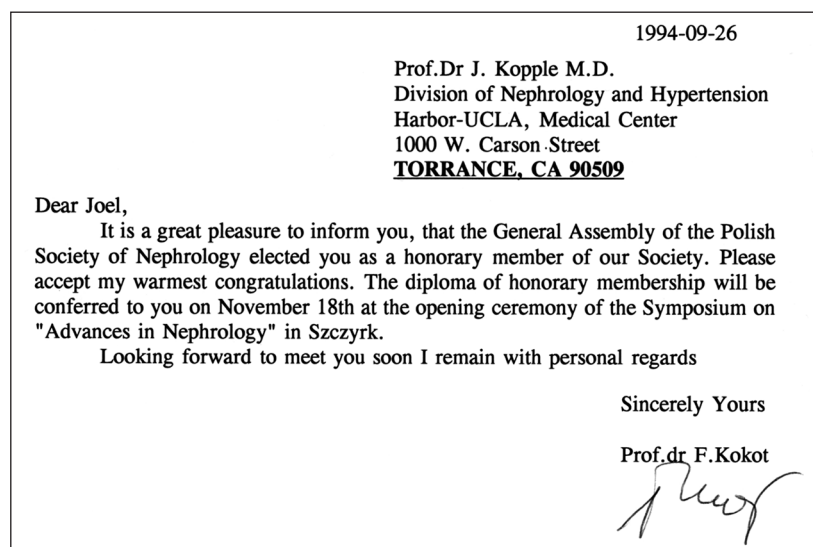 1994-09-26
Prof.Dr J. Kopple M.D.
Division of Nephrology and Hypertension
Harbor-UCLA, Medical Center
1000 W. Carson Street
TORRANCE, CA 90509
Dear Joel,
It is a great pleasure to inform you, that the General Assembly of the Polish
Society of Nephrology elected you as a honorary member of our Society. Please
accept my warmest congratulations. The diploma of honorary membership will be
conferred to you on November 18th at the opening ceremony of the Symposium on
"Advances in Nephrology" in Szczyrk.
Looking forward to meet you soon I remain with personal regards
Sincerely Yours
Prof.dr F.Kokot